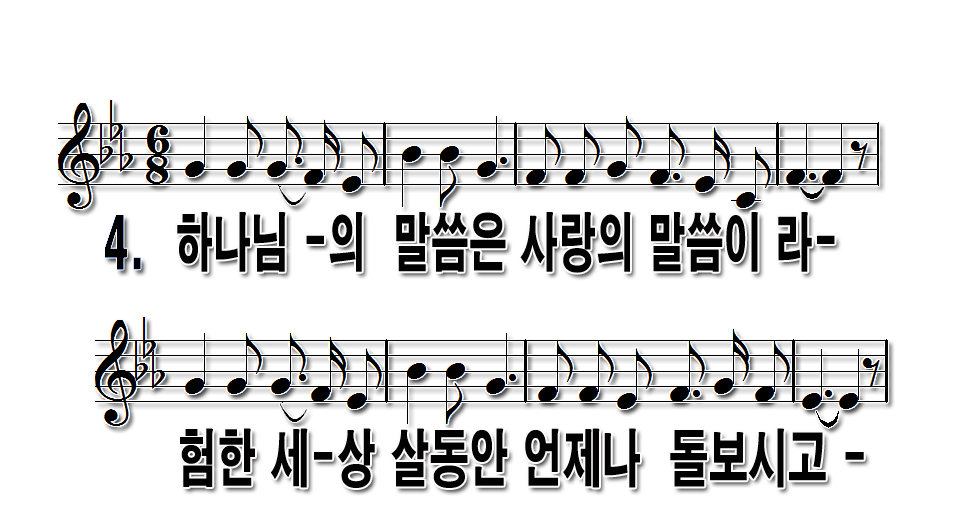 4. 하나님 -의 말씀은 사랑의 말씀이 라-
험한 세-상 살동안 언제나 돌보시고 -